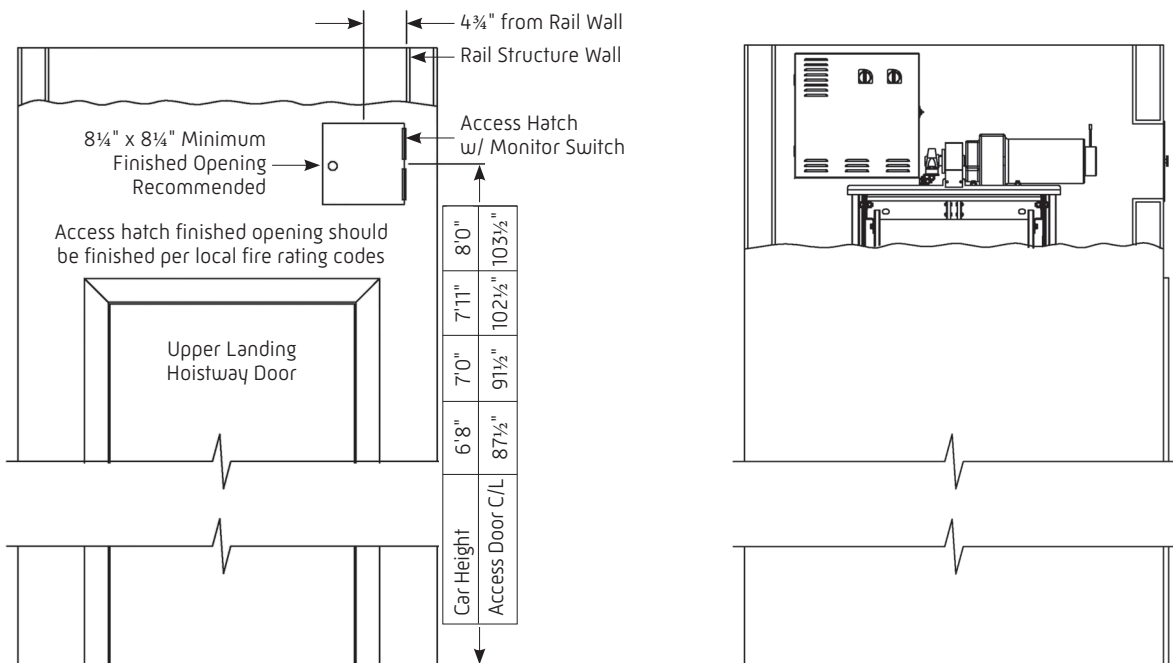 4¾" from Rail Wall
Rail Structure Wall
8¼" x 8¼" Minimum
Finished Opening
Recommended
Access Hatch
w/ Monitor Switch
Access hatch finished opening should
be finished per local fire rating codes
Upper Landing
Hoistway Door
Car Height 6'8" 7'0" 7'11" 8'0"
Access Door C/L 87½" 91½" 102½" 103½"